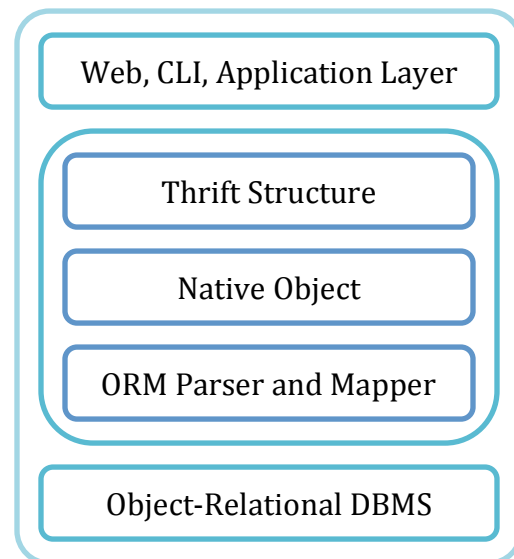 Web, CLI, Application Layer
Thrift Structure
Native Object
ORM Parser and Mapper
Object-Relational DBMS